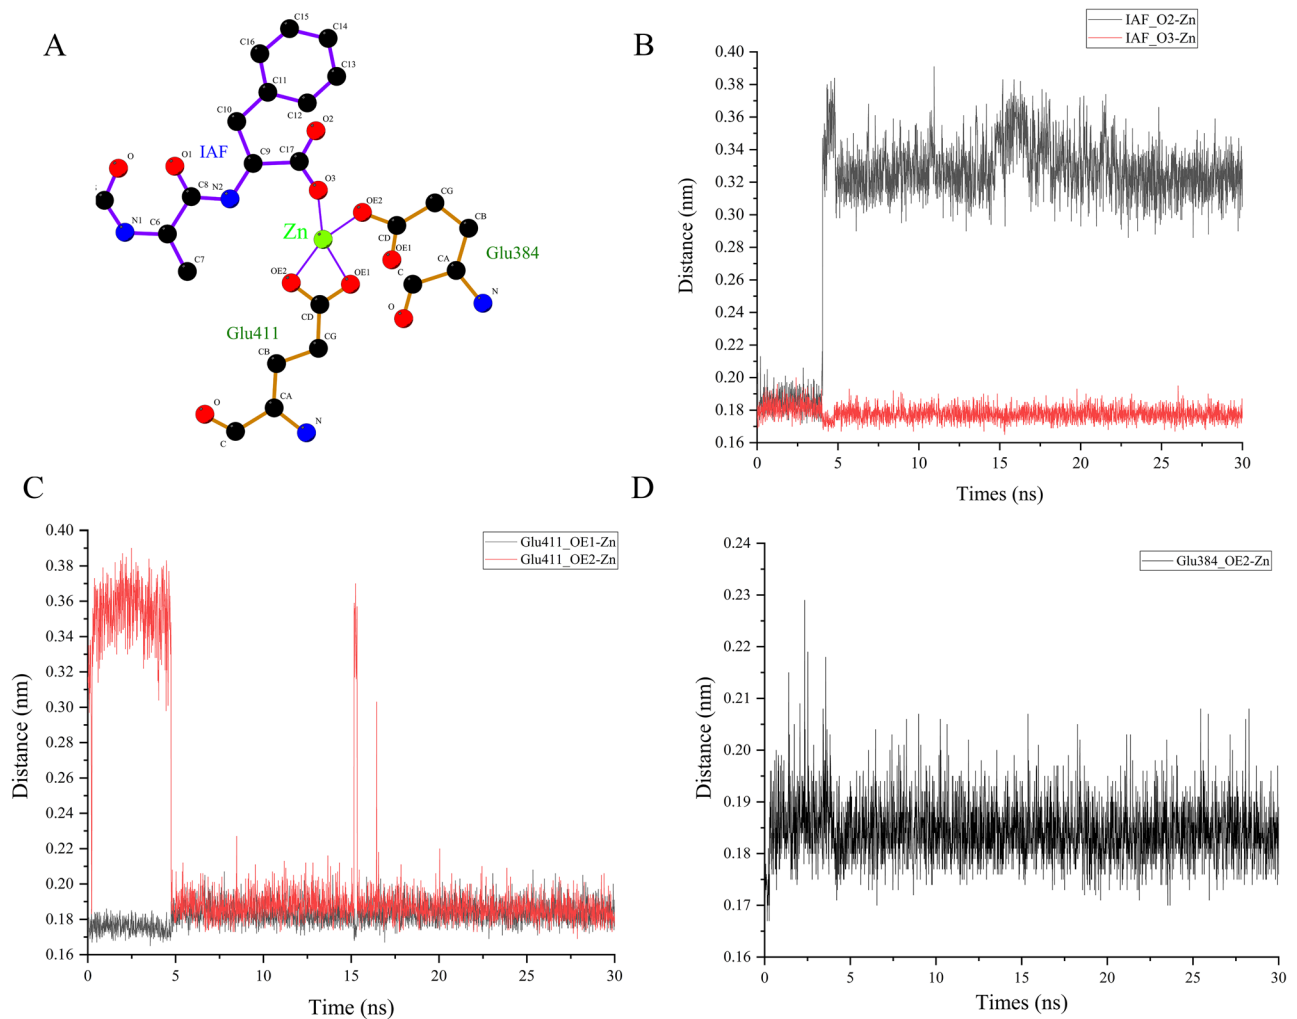 A
C15
C14
C16
C13
C11
C12
C10
O2
IAF
C17
O
O1
C9
O3
C8
N2
OE2
CG
N1
C6
Zn
CD
CB
OE1
Glu384
C7
OE2
OE1
C
CA
N
CD
O
Glu411
CG
CB
O
CA
N
C
B
IAF_O2-Zn
IAF_O3-Zn
0.40
0.38
0.36
0.34
0.32
0.30
0.28
0.26
0.24
0.22
0.20
0.18
0.16
Distance (nm)
0 5 10 15 20 25 30
Times (ns)
C
Glu411_OE1-Zn
Glu411_OE2-Zn
0.40
0.38
0.36
0.34
0.32
0.30
0.28
0.26
0.24
0.22
0.20
0.18
0.16
Distance (nm)
0 5 10 15 20 25 30
Time (ns)
D
Glu384_OE2-Zn
0.24
0.23
0.22
0.21
0.20
0.19
0.18
0.17
0.16
Distance (nm)
0 5 10 15 20 25 30
Times (ns)